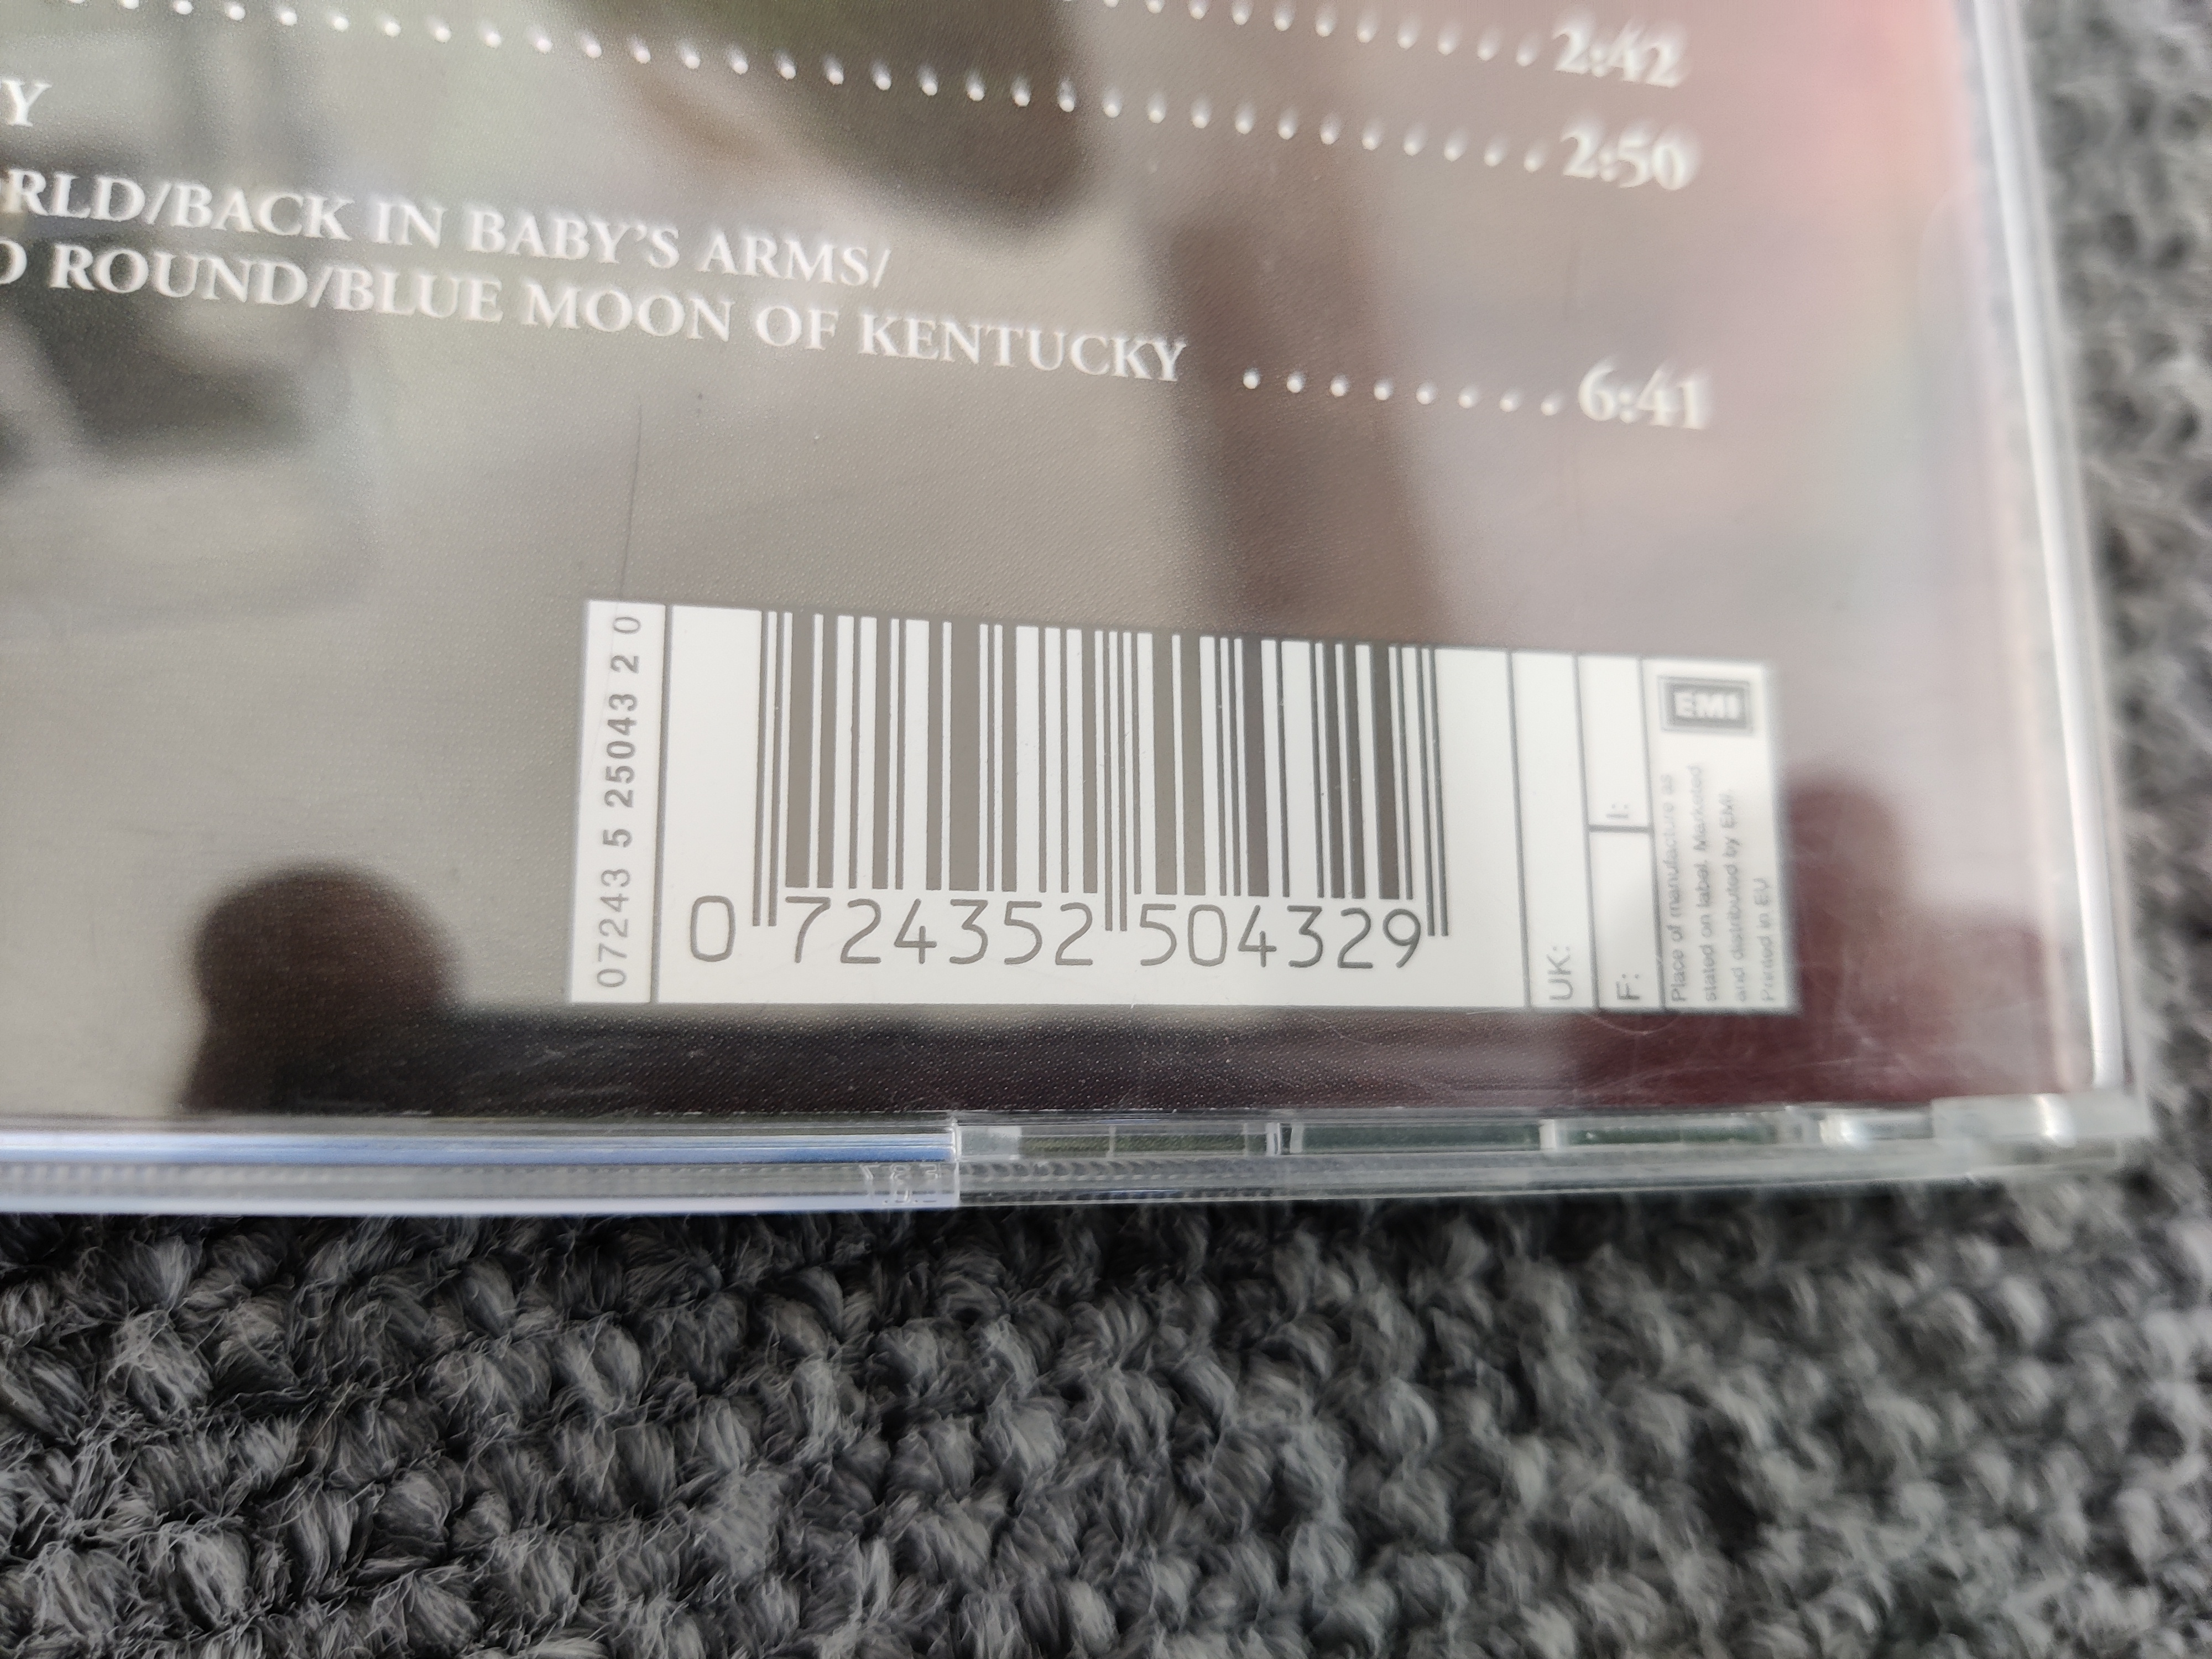 2:42
2:50
Y
RLD/BACK IN BABY'S ARMS/
D ROUND/BLUE MOON OF KENTUCKY ........6:41
07243 5 25043 2 0
0 724352 504329
UK:
F:
I:
EMI
Place of manufacture as
stated on label. Marketed
and distributed by EMI.
Printed in EU